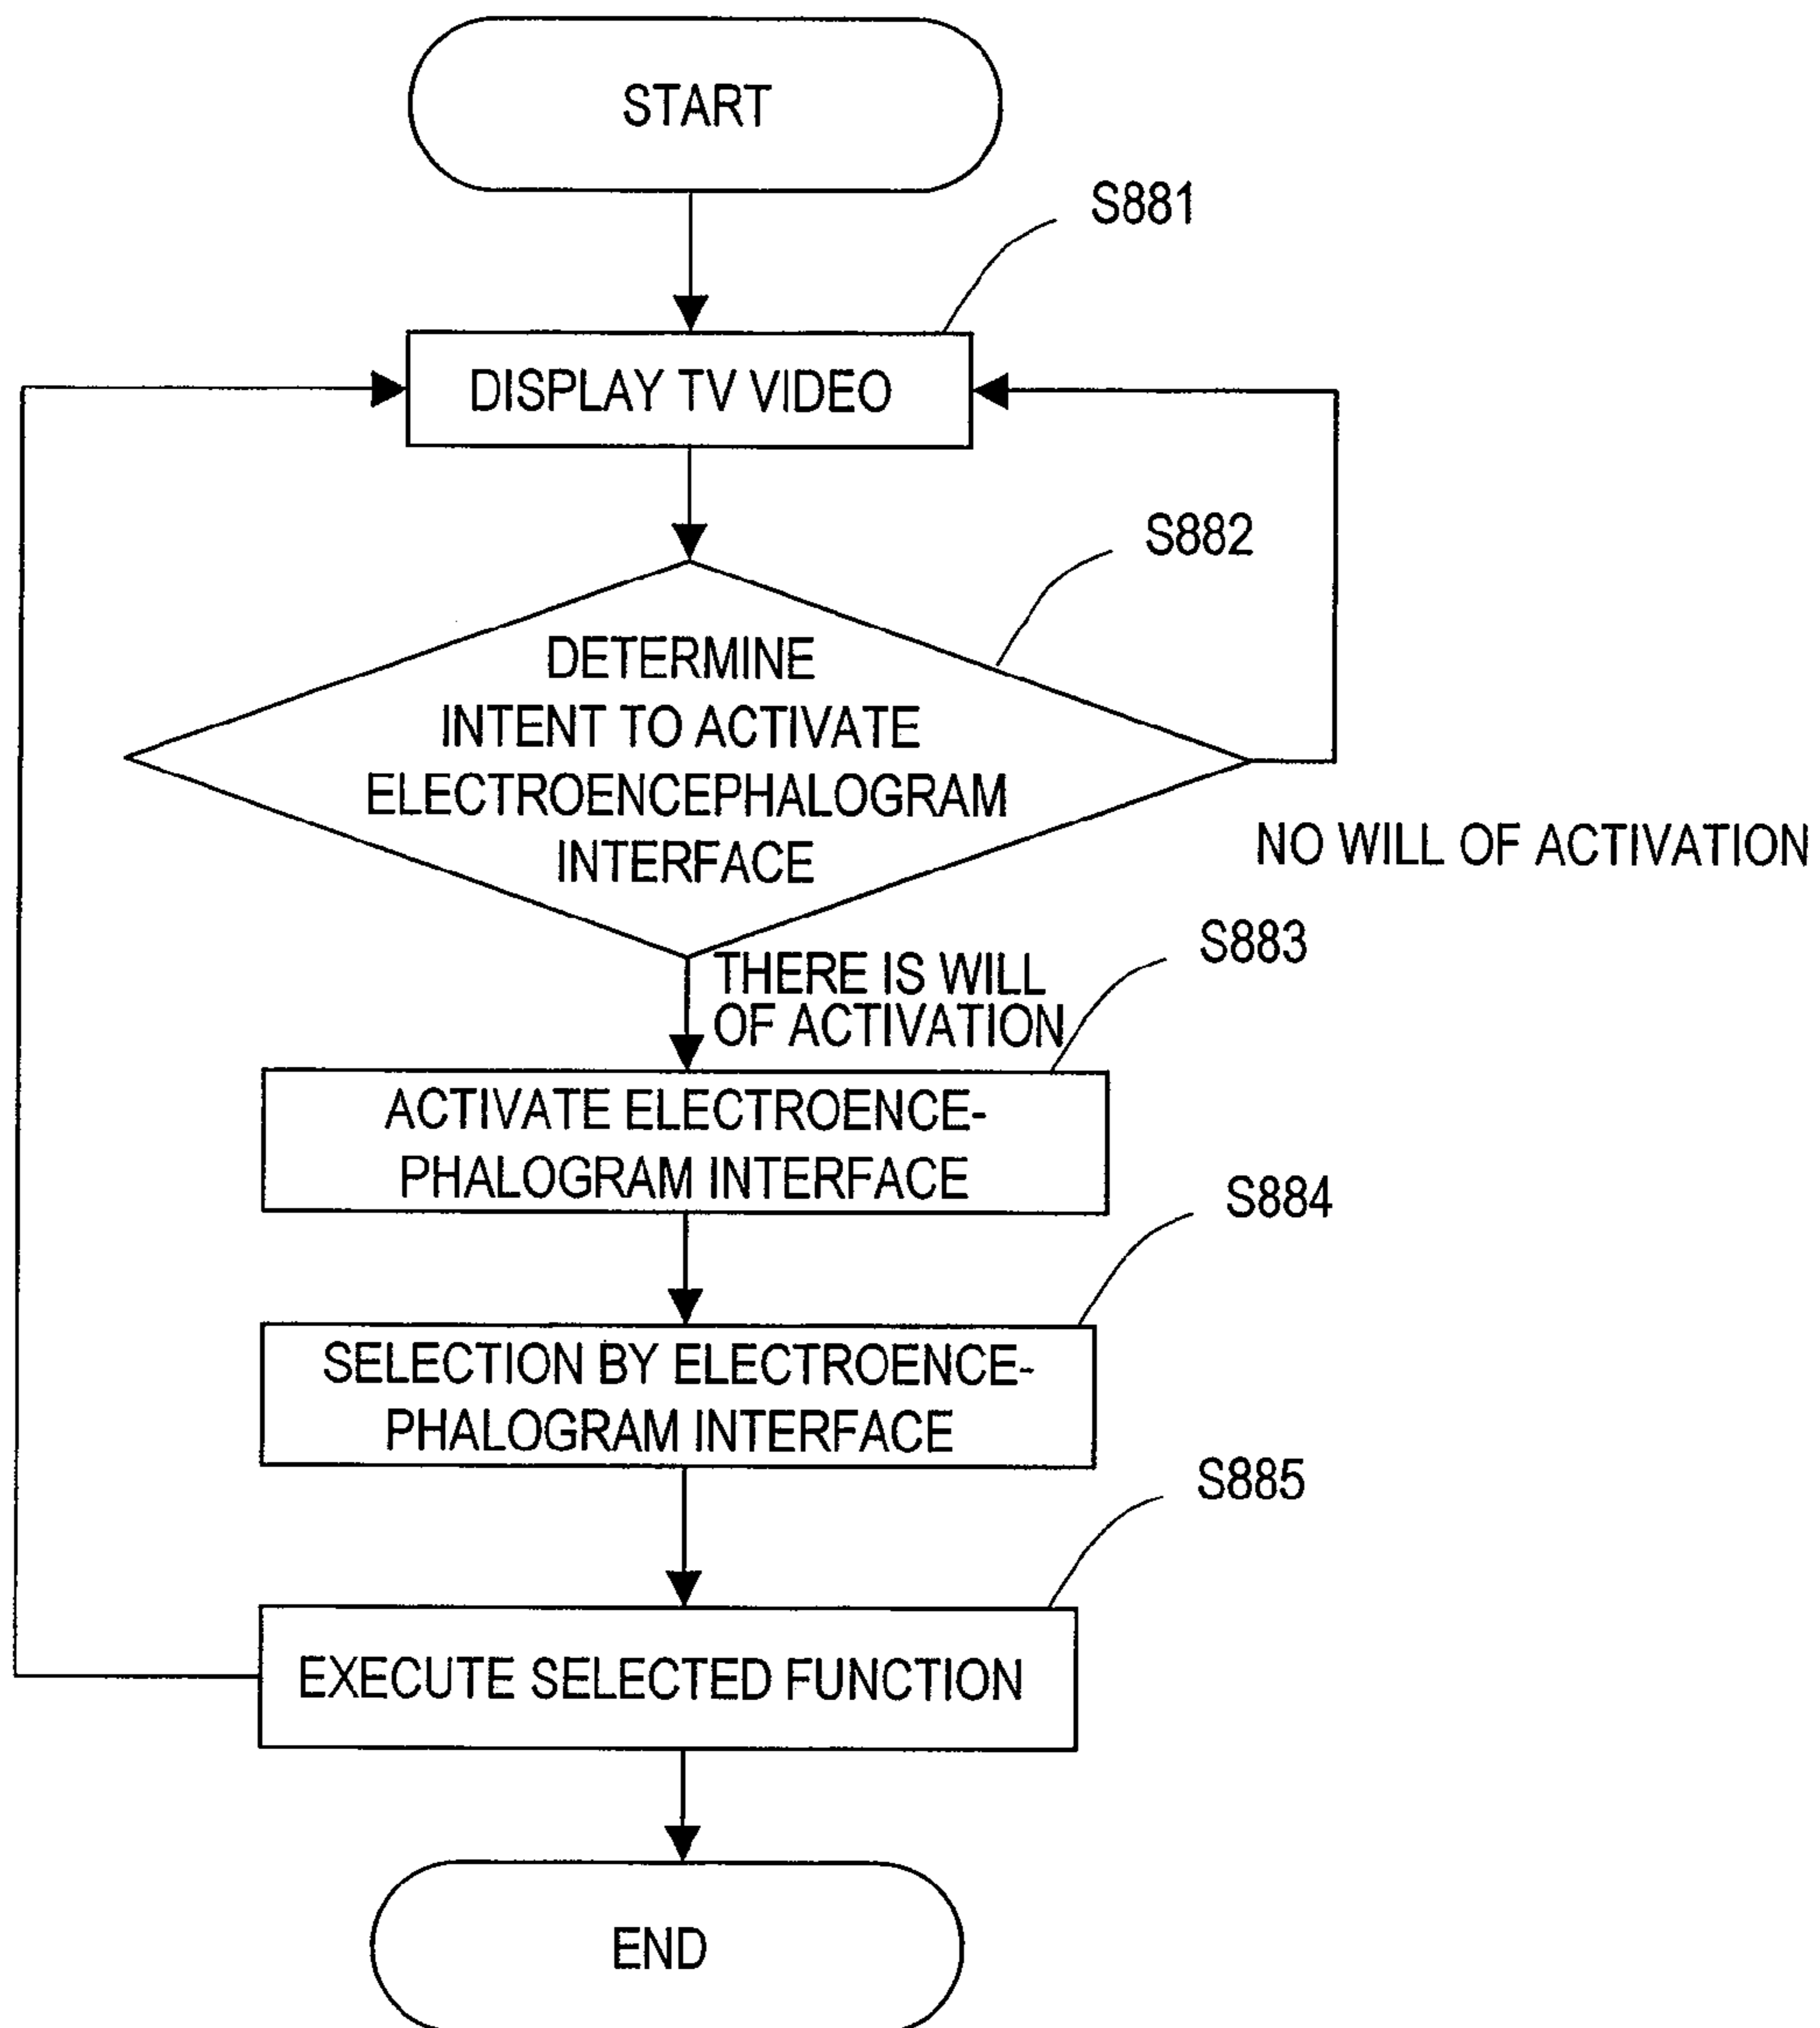 START
S881
DISPLAY TV VIDEO
S882
DETERMINE
INTENT TO ACTIVATE
ELECTROENCEPHALOGRAM
INTERFACE
NO WILL OF ACTIVATION
THERE IS WILL
OF ACTIVATION
S883
ACTIVATE ELECTROENCE-
PHALOGRAM INTERFACE
S884
SELECTION BY ELECTROENCE-
PHALOGRAM INTERFACE
S885
EXECUTE SELECTED FUNCTION
END